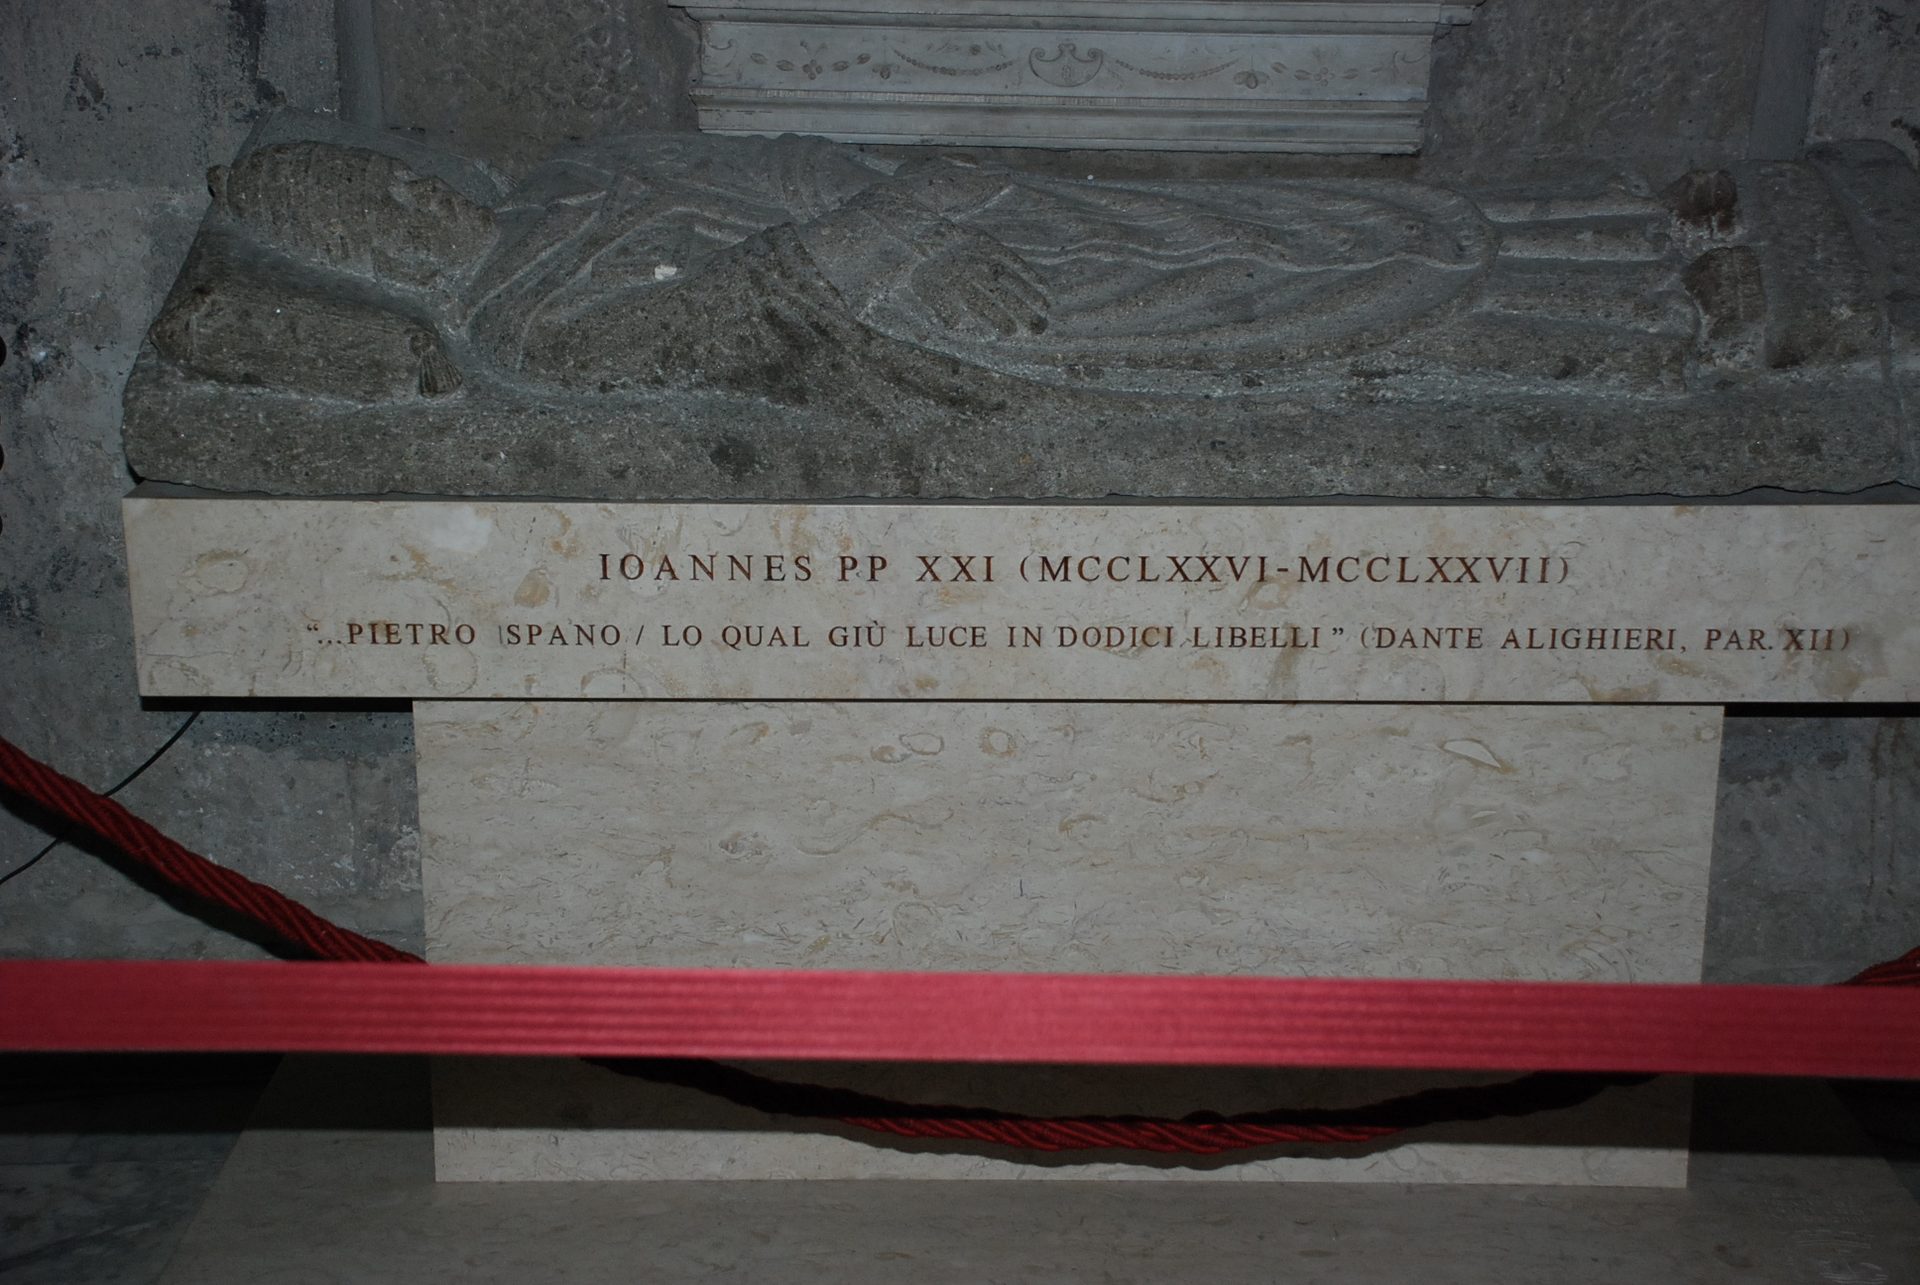 IOANNES PP XXI (MCCLXXVI-MCCLXXVII)
“...PIETRO ISPANO / LO QUAL GIÙ LUCE IN DODICI LIBELLI” (DANTE ALIGHIERI, PAR. XII)